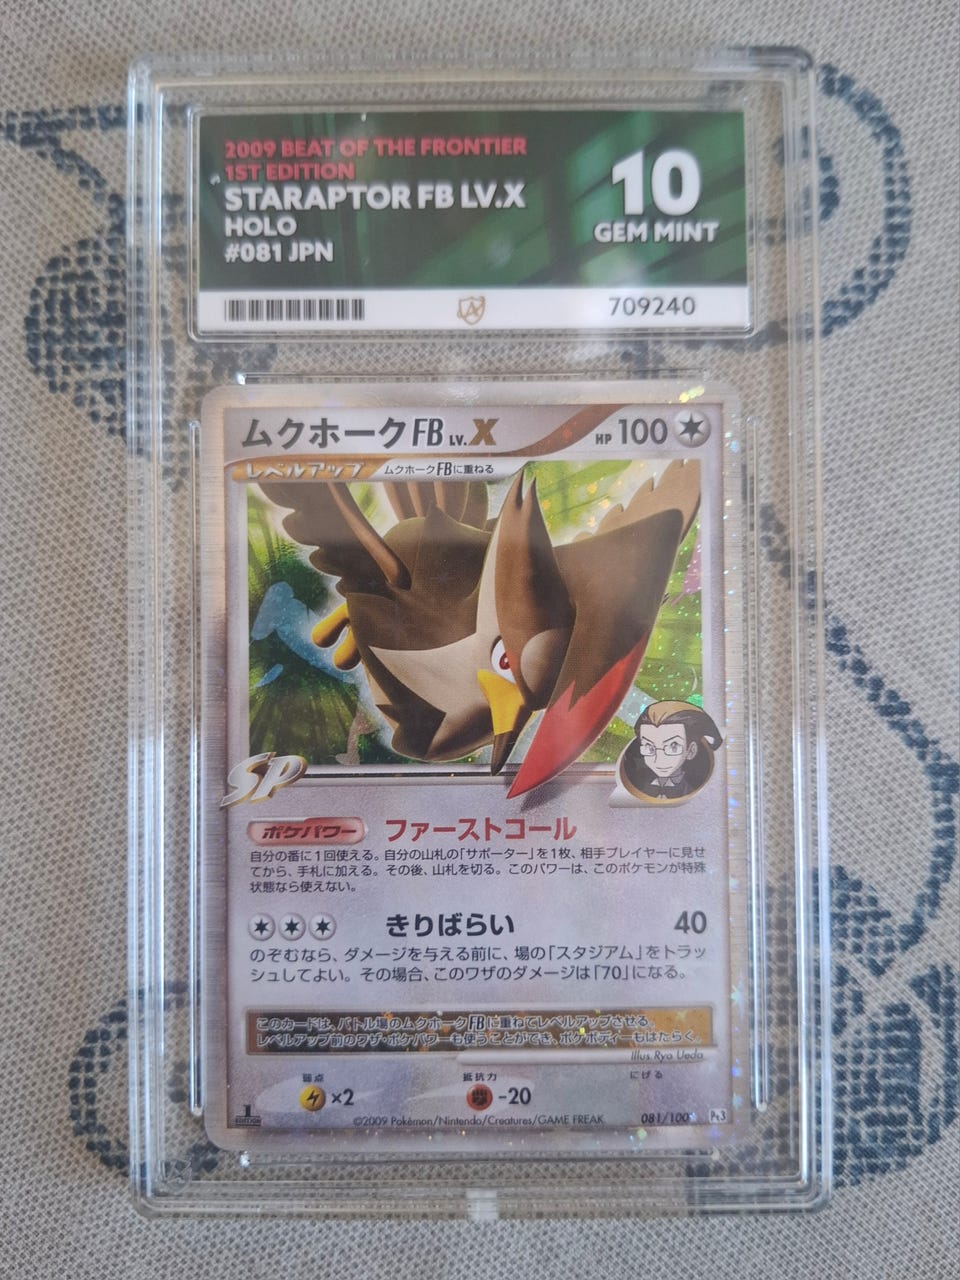 2009 BEAT OF THE FRONTIER
1ST EDITION
STARAPTOR FB LV.X
HOLO
#081 JPN
10
GEM MINT
709240
ムクホークFB LV.X
HP 100
レベルアップ
ムクホークFBに重ねる
SP
ポケパワー ファーストコール
自分の番に1回使える。自分の山札の「サポーター」を1枚、相手プレイヤーに見せ
てから、手札に加える。その後、山札を切る。このパワーは、このポケモンが特殊
状態なら使えない。
きりばらい 40
のぞむなら、ダメージを与える前に、場の「スタジアム」をトラッ
シュしてよい。その場合、このワザのダメージは「70」になる。
このカードは、バトル場のムクホークFBに重ねてレベルアップさせる。
レベルアップ前のワザ・ポケパワーも使うことができ、ポケボディーもはたらく。
Illus. Ryo Ueda
弱点 抵抗力 にげる
×2 -20
1 EDITION
©2009 Pokémon/Nintendo/Creatures/GAME FREAK
081/100
Pt3